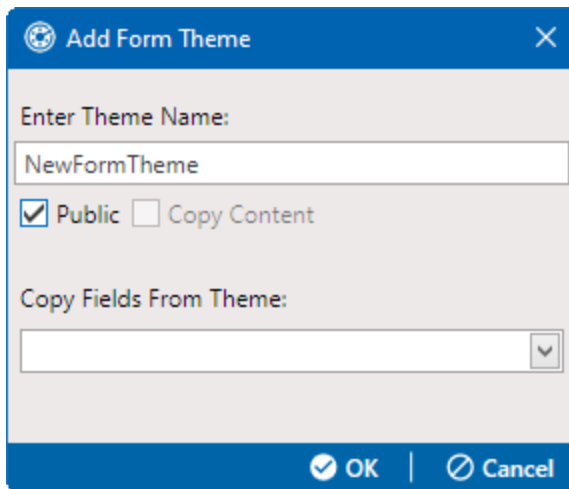 Add Form Theme
Enter Theme Name:
NewFormTheme
Public Copy Content
Copy Fields From Theme:
OK | Cancel